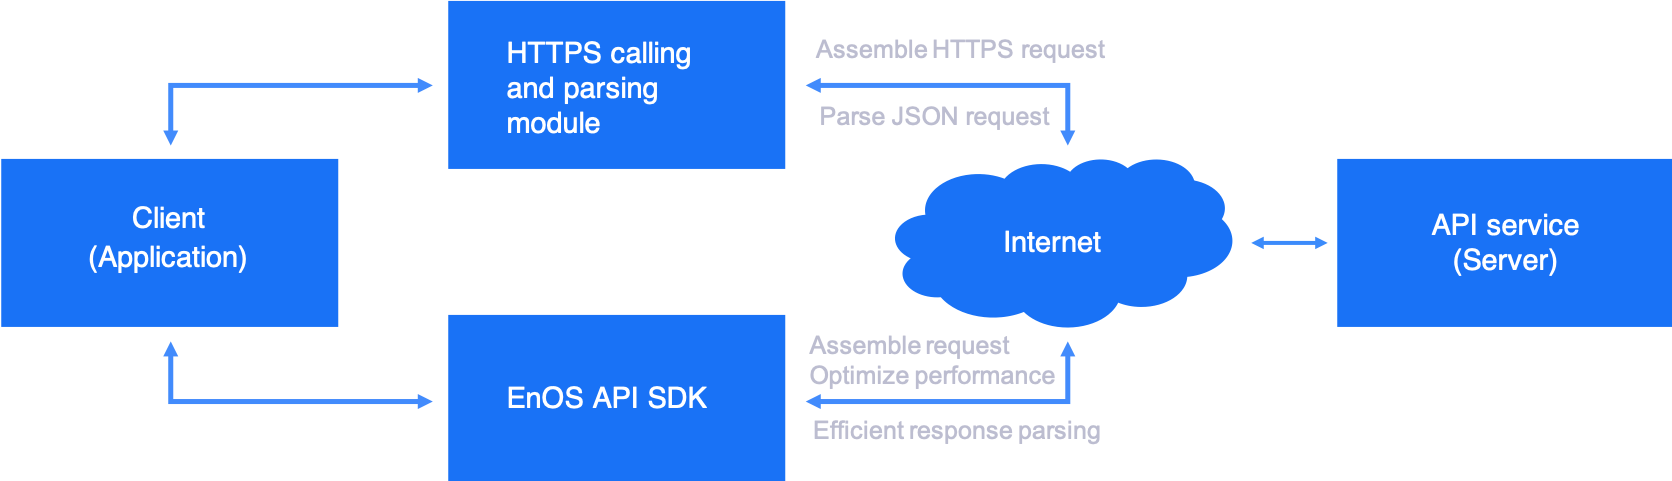 HTTPS calling
and parsing
module
Assemble HTTPS request
Parse JSON request
Client
(Application)
Internet
API service
(Server)
EnOS API SDK
Assemble request
Optimize performance
Efficient response parsing